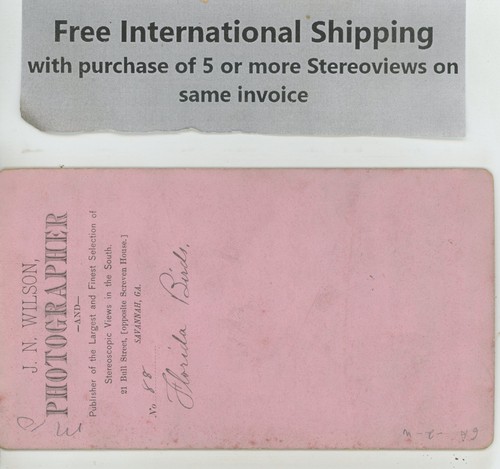 Free International Shipping
with purchase of 5 or more Stereoviews on
same invoice
J. N. WILSON,
PHOTOGRAPHER
—AND—
Publisher of the Largest and Finest Selection of
Stereoscopic Views in the South.
21 Bull Street, [opposite Screven House.]
SAVANNAH, GA.
No 88
Florida Birds.